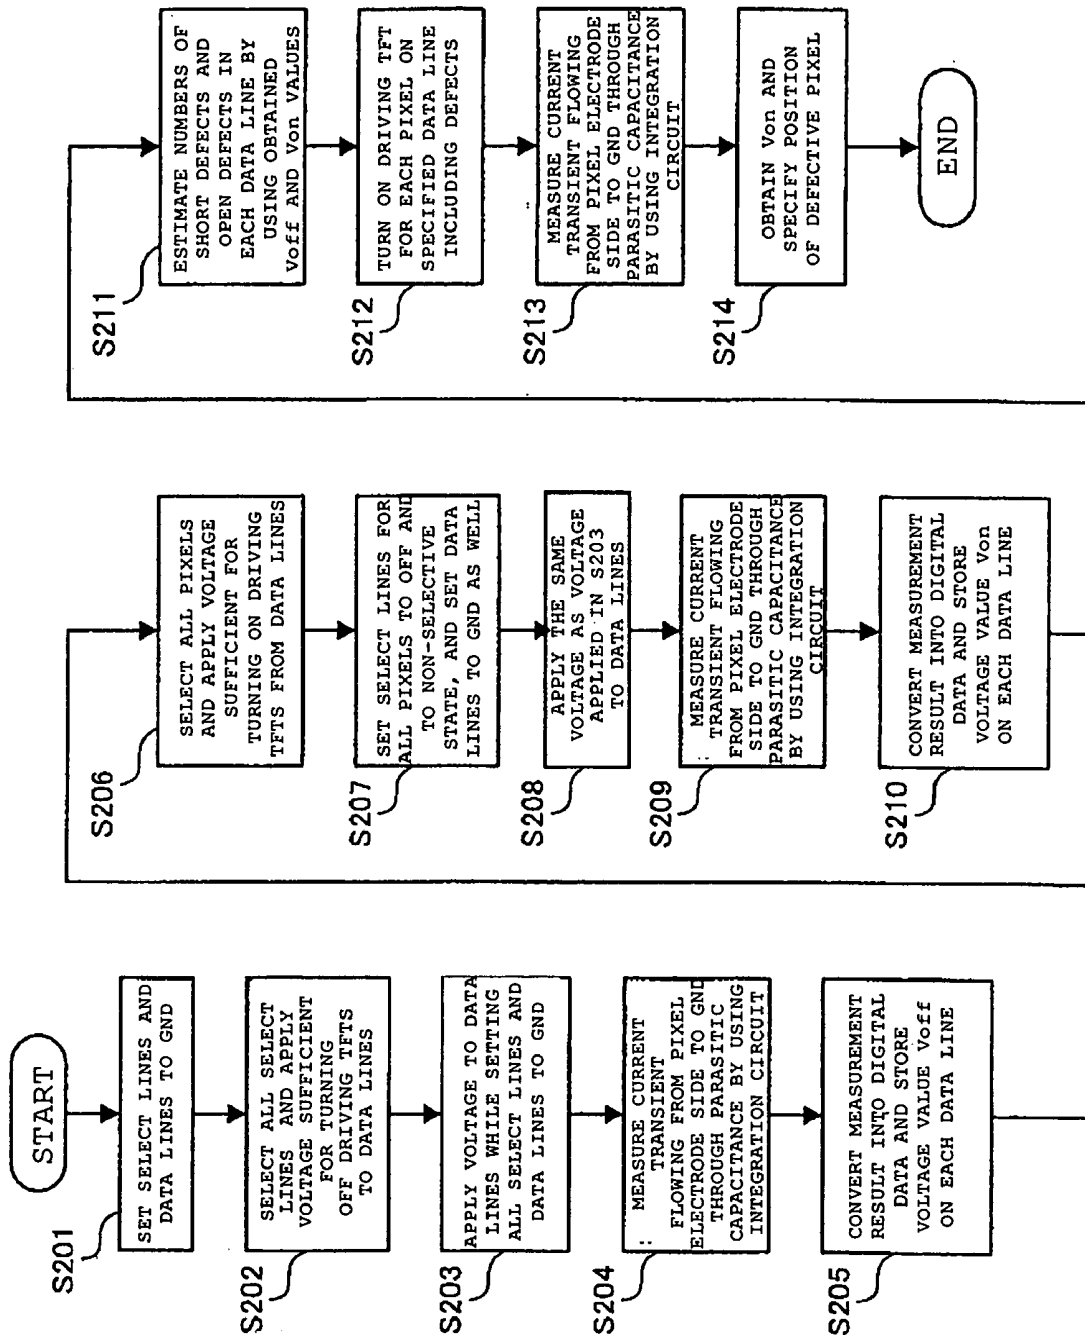 START
S201
SET SELECT LINES AND
DATA LINES TO GND
S202
SELECT ALL SELECT
LINES AND APPLY
VOLTAGE SUFFICIENT
FOR TURNING
OFF DRIVING TFTS
TO DATA LINES
S203
APPLY VOLTAGE TO DATA
LINES WHILE SETTING
ALL SELECT LINES AND
DATA LINES TO GND
S204
: MEASURE CURRENT
TRANSIENT
FLOWING FROM PIXEL
ELECTRODE SIDE TO GND
THROUGH PARASITIC
CAPACITANCE BY USING
INTEGRATION CIRCUIT
S205
CONVERT MEASUREMENT
RESULT INTO DIGITAL
DATA AND STORE
VOLTAGE VALUE Voff
ON EACH DATA LINE
S206
SELECT ALL PIXELS
AND APPLY VOLTAGE
SUFFICIENT FOR
TURNING ON DRIVING
TFTS FROM DATA LINES
S207
SET SELECT LINES FOR
ALL PIXELS TO OFF AND
TO NON-SELECTIVE
STATE, AND SET DATA
LINES TO GND AS WELL
S208
APPLY THE SAME
VOLTAGE AS VOLTAGE
APPLIED IN S203
TO DATA LINES
S209
: MEASURE CURRENT
TRANSIENT FLOWING
FROM PIXEL ELECTRODE
SIDE TO GND THROUGH
PARASITIC CAPACITANCE
BY USING INTEGRATION
CIRCUIT
S210
CONVERT MEASUREMENT
RESULT INTO DIGITAL
DATA AND STORE
VOLTAGE VALUE Von
ON EACH DATA LINE
S211
ESTIMATE NUMBERS OF
SHORT DEFECTS AND
OPEN DEFECTS IN
EACH DATA LINE BY
USING OBTAINED
Voff AND Von VALUES
S212
TURN ON DRIVING TFT
FOR EACH PIXEL ON
SPECIFIED DATA LINE
INCLUDING DEFECTS
S213
MEASURE CURRENT
TRANSIENT FLOWING
FROM PIXEL ELECTRODE
SIDE TO GND THROUGH
PARASITIC CAPACITANCE
BY USING INTEGRATION
CIRCUIT
S214
OBTAIN Von AND
SPECIFY POSITION
OF DEFECTIVE PIXEL
END